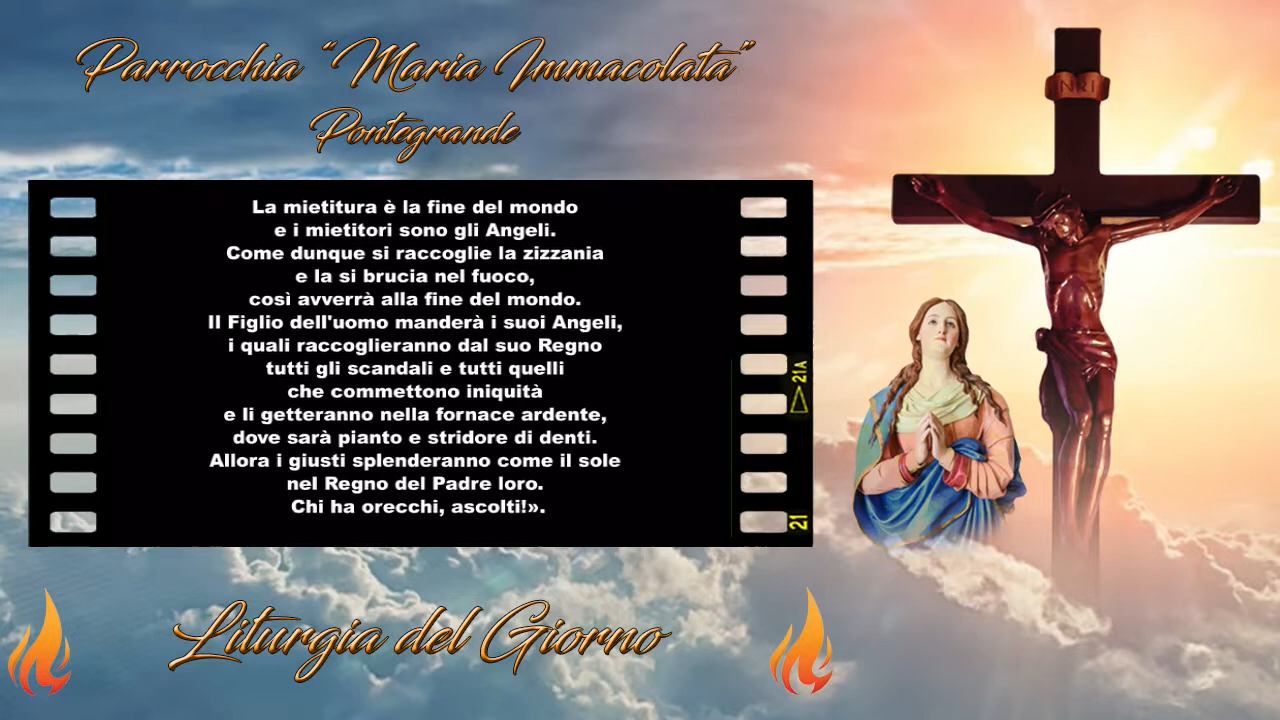 Parrocchia “Maria Immacolata”
Pontegrande
INRI
La mietitura è la fine del mondo
e i mietitori sono gli Angeli.
Come dunque si raccoglie la zizzania
e la si brucia nel fuoco,
così avverrà alla fine del mondo.
Il Figlio dell'uomo manderà i suoi Angeli,
i quali raccoglieranno dal suo Regno
tutti gli scandali e tutti quelli
che commettono iniquità
e li getteranno nella fornace ardente,
dove sarà pianto e stridore di denti.
Allora i giusti splenderanno come il sole
nel Regno del Padre loro.
Chi ha orecchi, ascolti!».
21A
21
Liturgia del Giorno